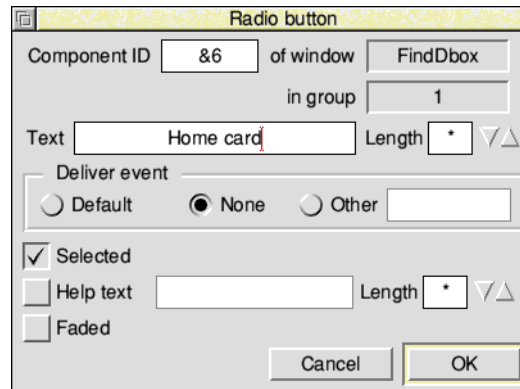 Radio button
Component ID &6 of window FindDbox
in group 1
Text Home card Length *
Deliver event
Default None Other
Selected
Help text Length *
Faded
Cancel OK